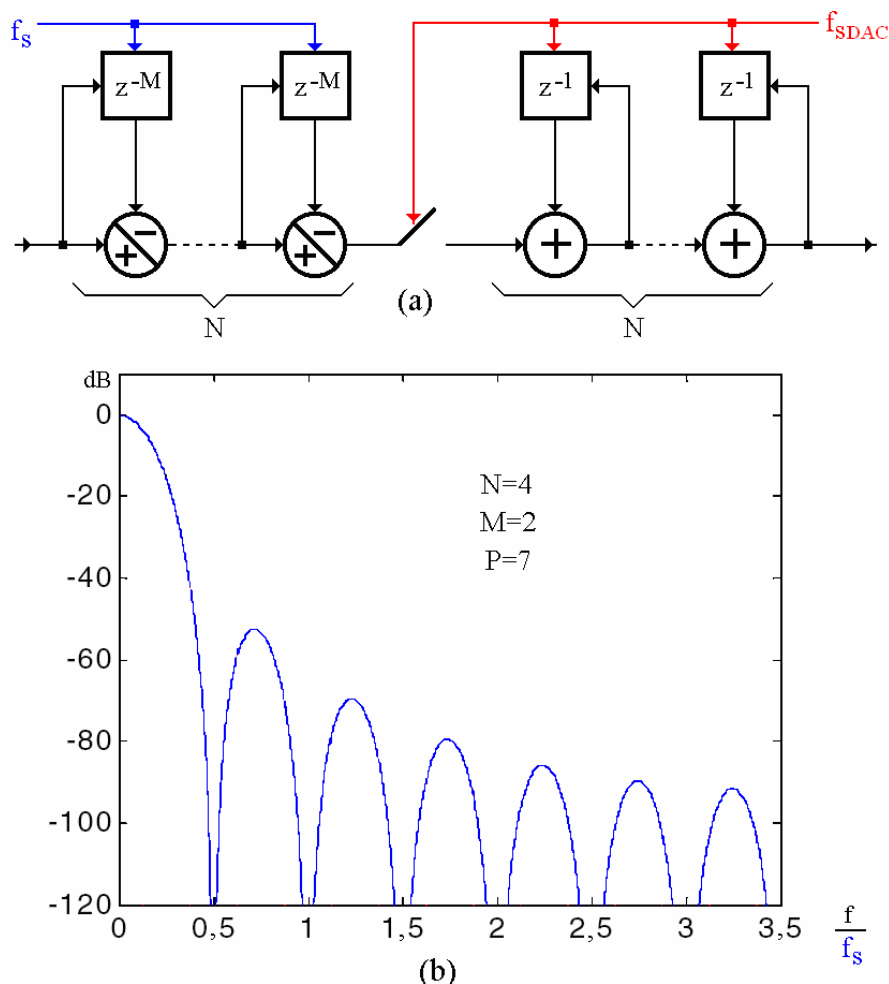 fS fSDAC
z-M z-M z-1 z-1
− − + +
+ +
N (a) N
dB
0
-20
-40
-60
-80
-100
-120
N=4
M=2
P=7
0 0,5 1 1,5 2 2,5 3 3,5 f/fS
(b)